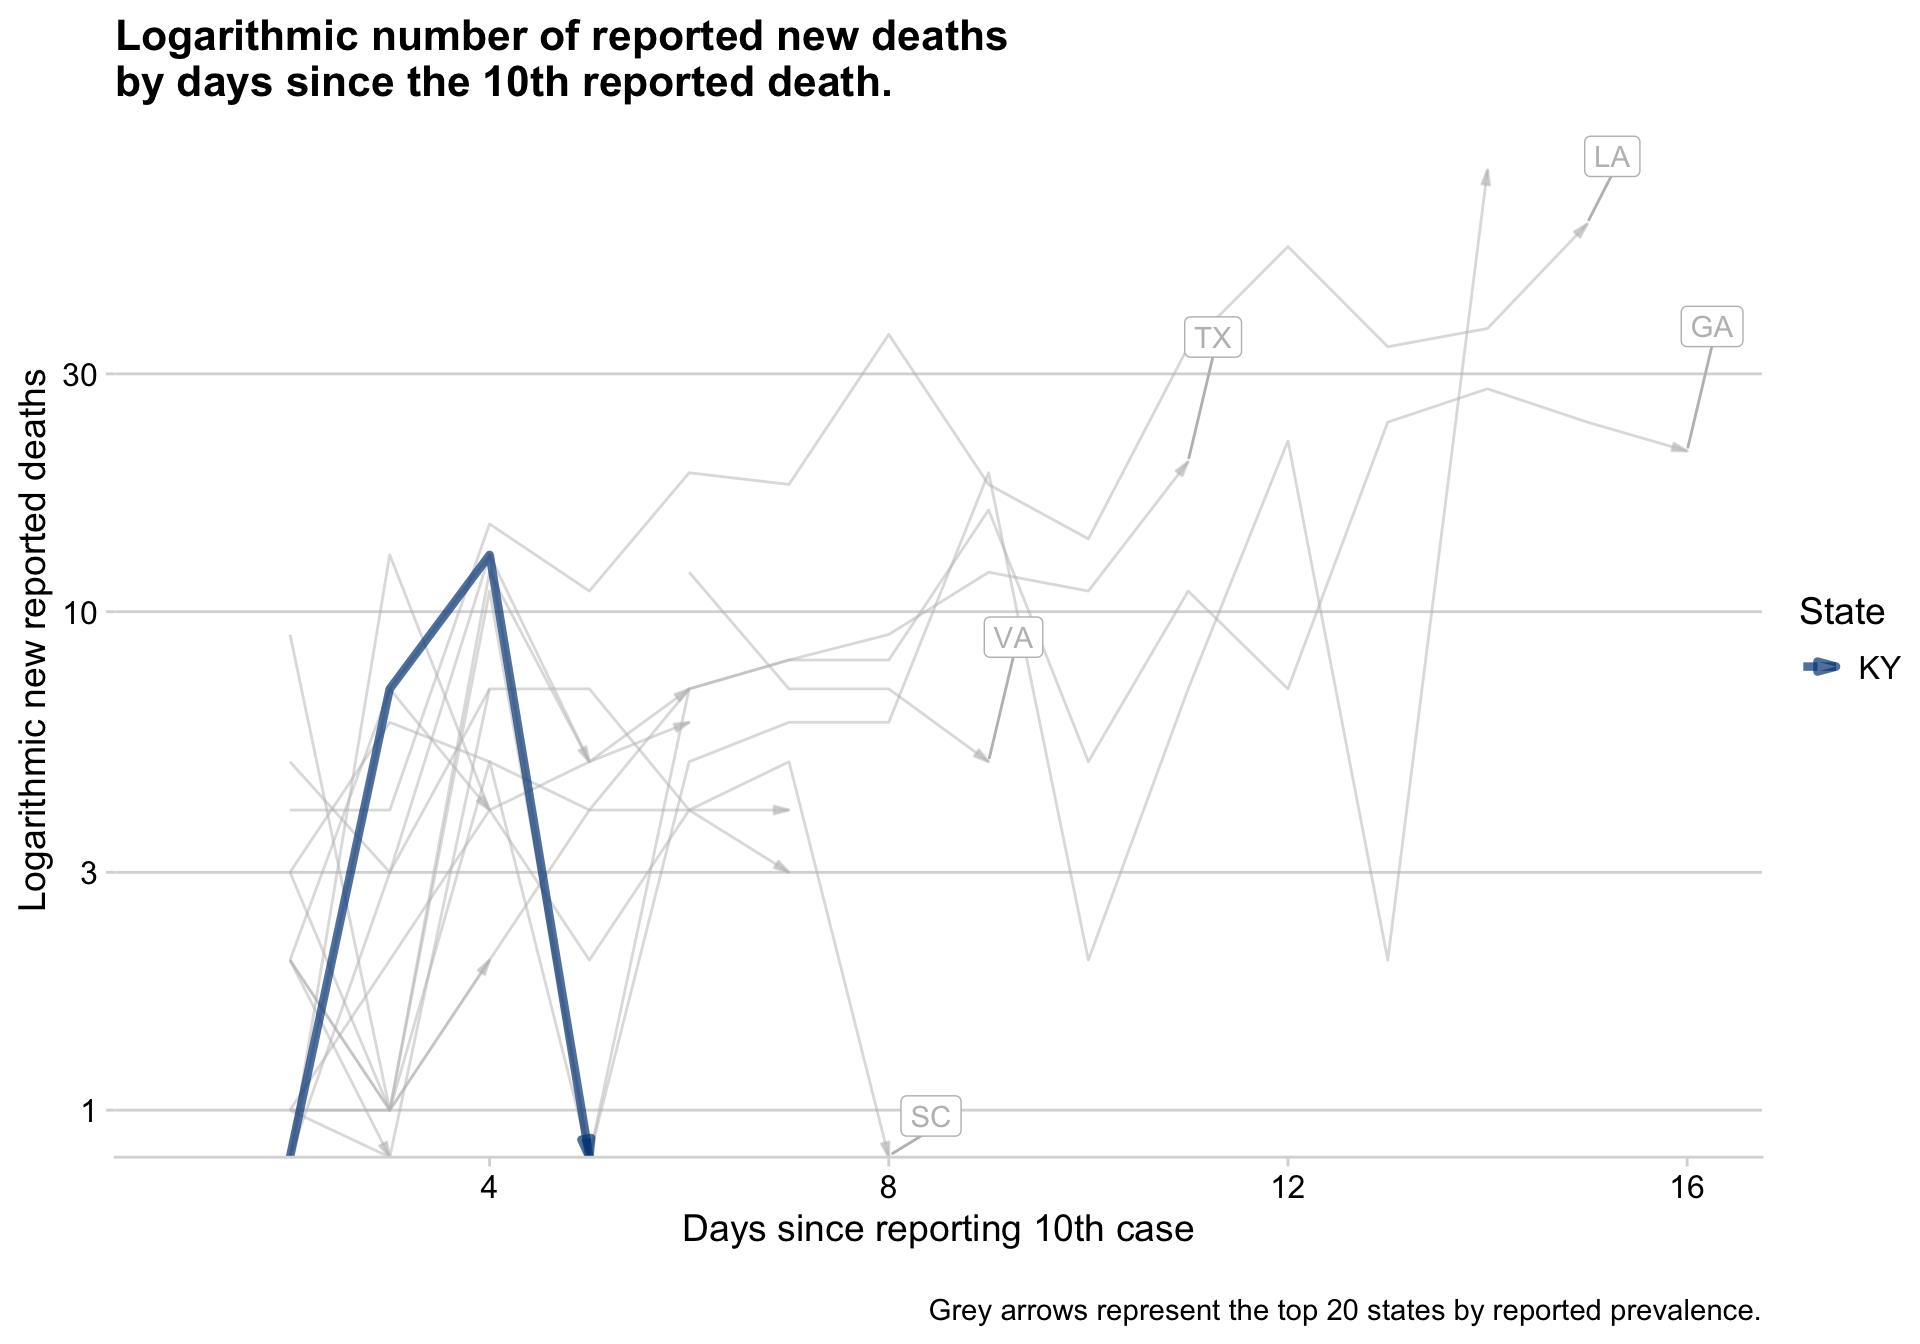 Logarithmic number of reported new deaths
by days since the 10th reported death.
LA
GA
TX
VA
SC
Logarithmic new reported deaths
30
10
3
1
4
8
12
16
Days since reporting 10th case
State
KY
Grey arrows represent the top 20 states by reported prevalence.